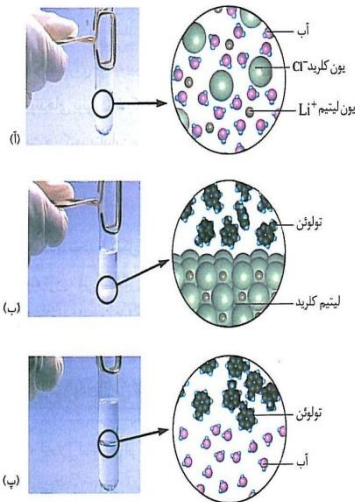 آب
یون کلرید Cl⁻
یون لیتیم Li⁺
(آ)
تولوئن
لیتیم کلرید
(ب)
تولوئن
آب
(پ)